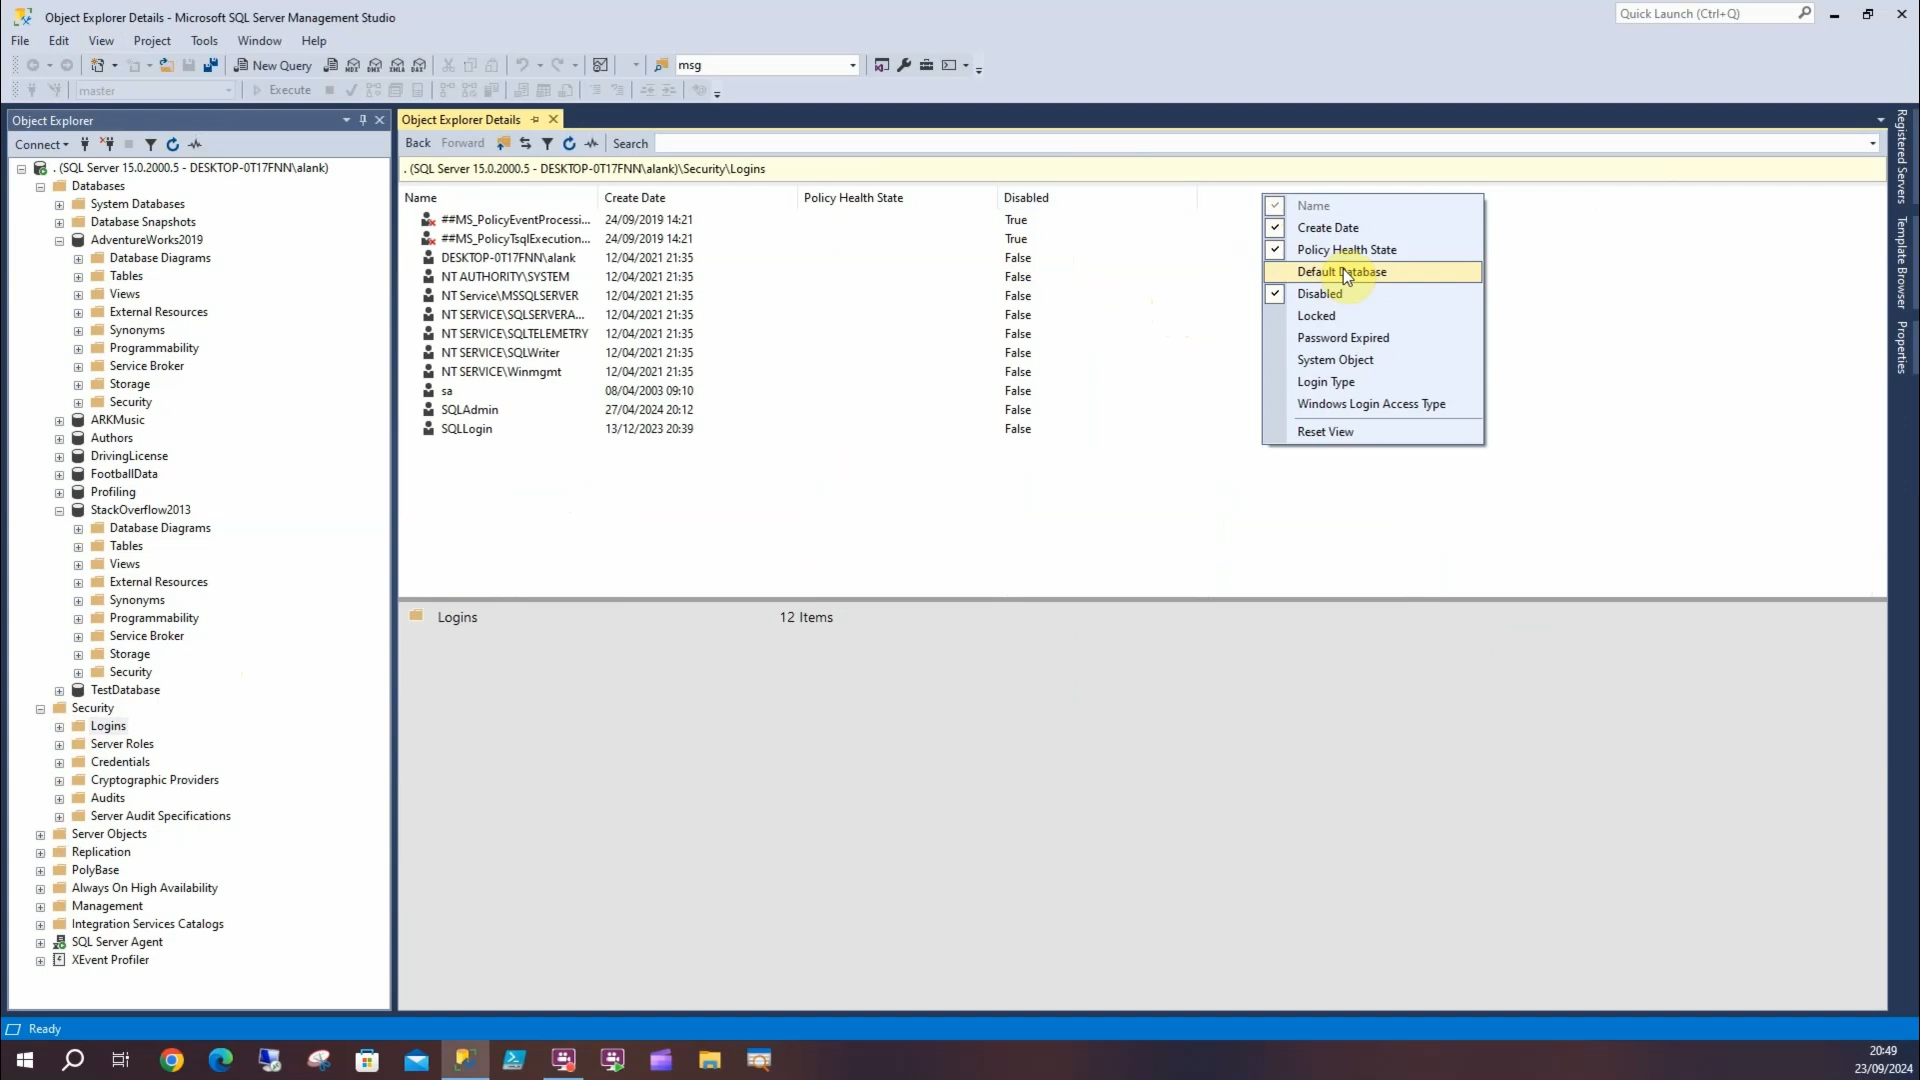 Object Explorer Details - Microsoft SQL Server Management Studio
Quick Launch (Ctrl+Q)
File Edit View Project Tools Window Help
New Query
msg
master
Execute
Object Explorer
Connect
. (SQL Server 15.0.2000.5 - DESKTOP-0T17FNN\alank)
Databases
System Databases
Database Snapshots
AdventureWorks2019
Database Diagrams
Tables
Views
External Resources
Synonyms
Programmability
Service Broker
Storage
Security
ARKMusic
Authors
DrivingLicense
FootballData
Profiling
StackOverflow2013
Database Diagrams
Tables
Views
External Resources
Synonyms
Programmability
Service Broker
Storage
Security
TestDatabase
Security
Logins
Server Roles
Credentials
Cryptographic Providers
Audits
Server Audit Specifications
Server Objects
Replication
PolyBase
Always On High Availability
Management
Integration Services Catalogs
SQL Server Agent
XEvent Profiler
Object Explorer Details
Back Forward Search
. (SQL Server 15.0.2000.5 - DESKTOP-0T17FNN\alank)\Security\Logins
Name Create Date Policy Health State Disabled
##MS_PolicyEventProcessi... 24/09/2019 14:21 True
##MS_PolicyTsqlExecution... 24/09/2019 14:21 True
DESKTOP-0T17FNN\alank 12/04/2021 21:35 False
NT AUTHORITY\SYSTEM 12/04/2021 21:35 False
NT Service\MSSQLSERVER 12/04/2021 21:35 False
NT SERVICE\SQLSERVERA... 12/04/2021 21:35 False
NT SERVICE\SQLTELEMETRY 12/04/2021 21:35 False
NT SERVICE\SQLWriter 12/04/2021 21:35 False
NT SERVICE\Winmgmt 12/04/2021 21:35 False
sa 08/04/2003 09:10 False
SQLAdmin 27/04/2024 20:12 False
SQLLogin 13/12/2023 20:39 False
Name
Create Date
Policy Health State
Default Database
Disabled
Locked
Password Expired
System Object
Login Type
Windows Login Access Type
Reset View
Logins 12 Items
Registered Servers
Template Browser
Properties
Ready
20:49
23/09/2024